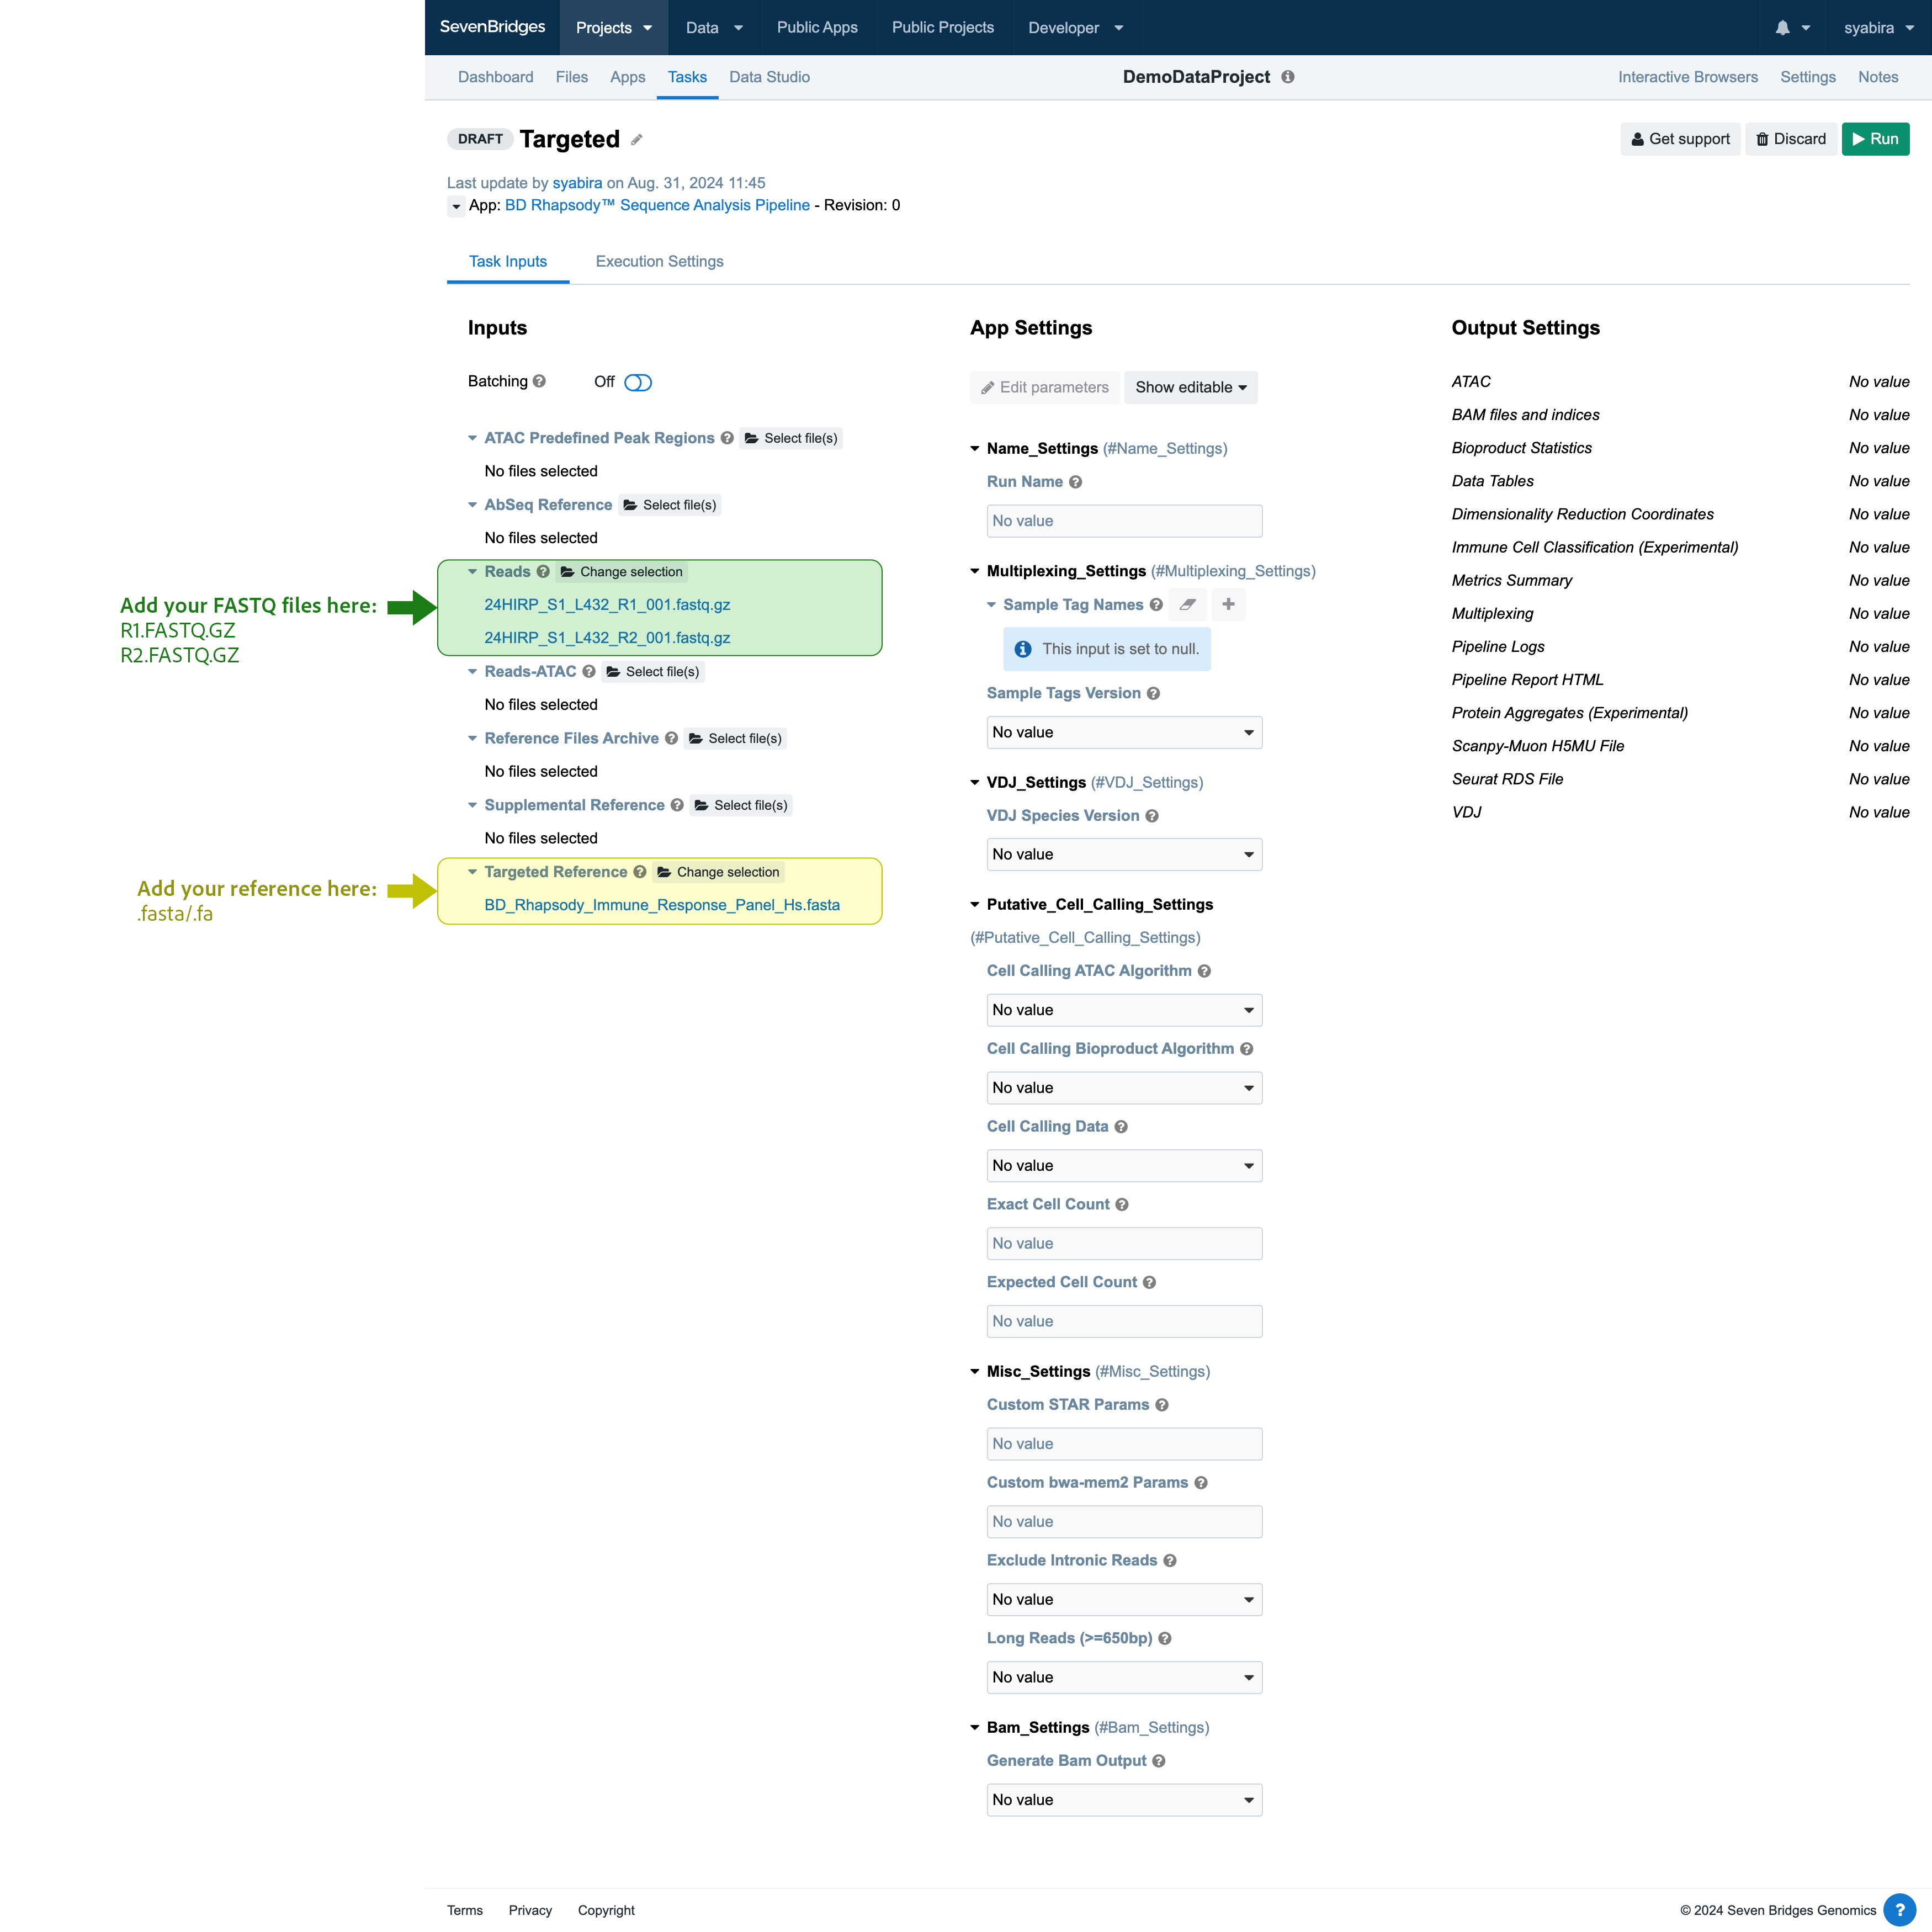 SevenBridges Projects Data Public Apps Public Projects Developer syabira
Dashboard Files Apps Tasks Data Studio DemoDataProject Interactive Browsers Settings Notes
DRAFT Targeted Get support Discard Run
Last update by syabira on Aug. 31, 2024 11:45
App: BD Rhapsody™ Sequence Analysis Pipeline - Revision: 0
Task Inputs Execution Settings
Inputs
Batching Off
ATAC Predefined Peak Regions Select file(s)
No files selected
AbSeq Reference Select file(s)
No files selected
Add your FASTQ files here:
R1.FASTQ.GZ
R2.FASTQ.GZ
Reads Change selection
24HIRP_S1_L432_R1_001.fastq.gz
24HIRP_S1_L432_R2_001.fastq.gz
Reads-ATAC Select file(s)
No files selected
Reference Files Archive Select file(s)
No files selected
Supplemental Reference Select file(s)
No files selected
Add your reference here:
.fasta/.fa
Targeted Reference Change selection
BD_Rhapsody_Immune_Response_Panel_Hs.fasta
App Settings
Edit parameters Show editable
Name_Settings (#Name_Settings)
Run Name
No value
Multiplexing_Settings (#Multiplexing_Settings)
Sample Tag Names
This input is set to null.
Sample Tags Version
No value
VDJ_Settings (#VDJ_Settings)
VDJ Species Version
No value
Putative_Cell_Calling_Settings
(#Putative_Cell_Calling_Settings)
Cell Calling ATAC Algorithm
No value
Cell Calling Bioproduct Algorithm
No value
Cell Calling Data
No value
Exact Cell Count
No value
Expected Cell Count
No value
Misc_Settings (#Misc_Settings)
Custom STAR Params
No value
Custom bwa-mem2 Params
No value
Exclude Intronic Reads
No value
Long Reads (>=650bp)
No value
Bam_Settings (#Bam_Settings)
Generate Bam Output
No value
Output Settings
ATAC No value
BAM files and indices No value
Bioproduct Statistics No value
Data Tables No value
Dimensionality Reduction Coordinates No value
Immune Cell Classification (Experimental) No value
Metrics Summary No value
Multiplexing No value
Pipeline Logs No value
Pipeline Report HTML No value
Protein Aggregates (Experimental) No value
Scanpy-Muon H5MU File No value
Seurat RDS File No value
VDJ No value
Terms Privacy Copyright © 2024 Seven Bridges Genomics ?